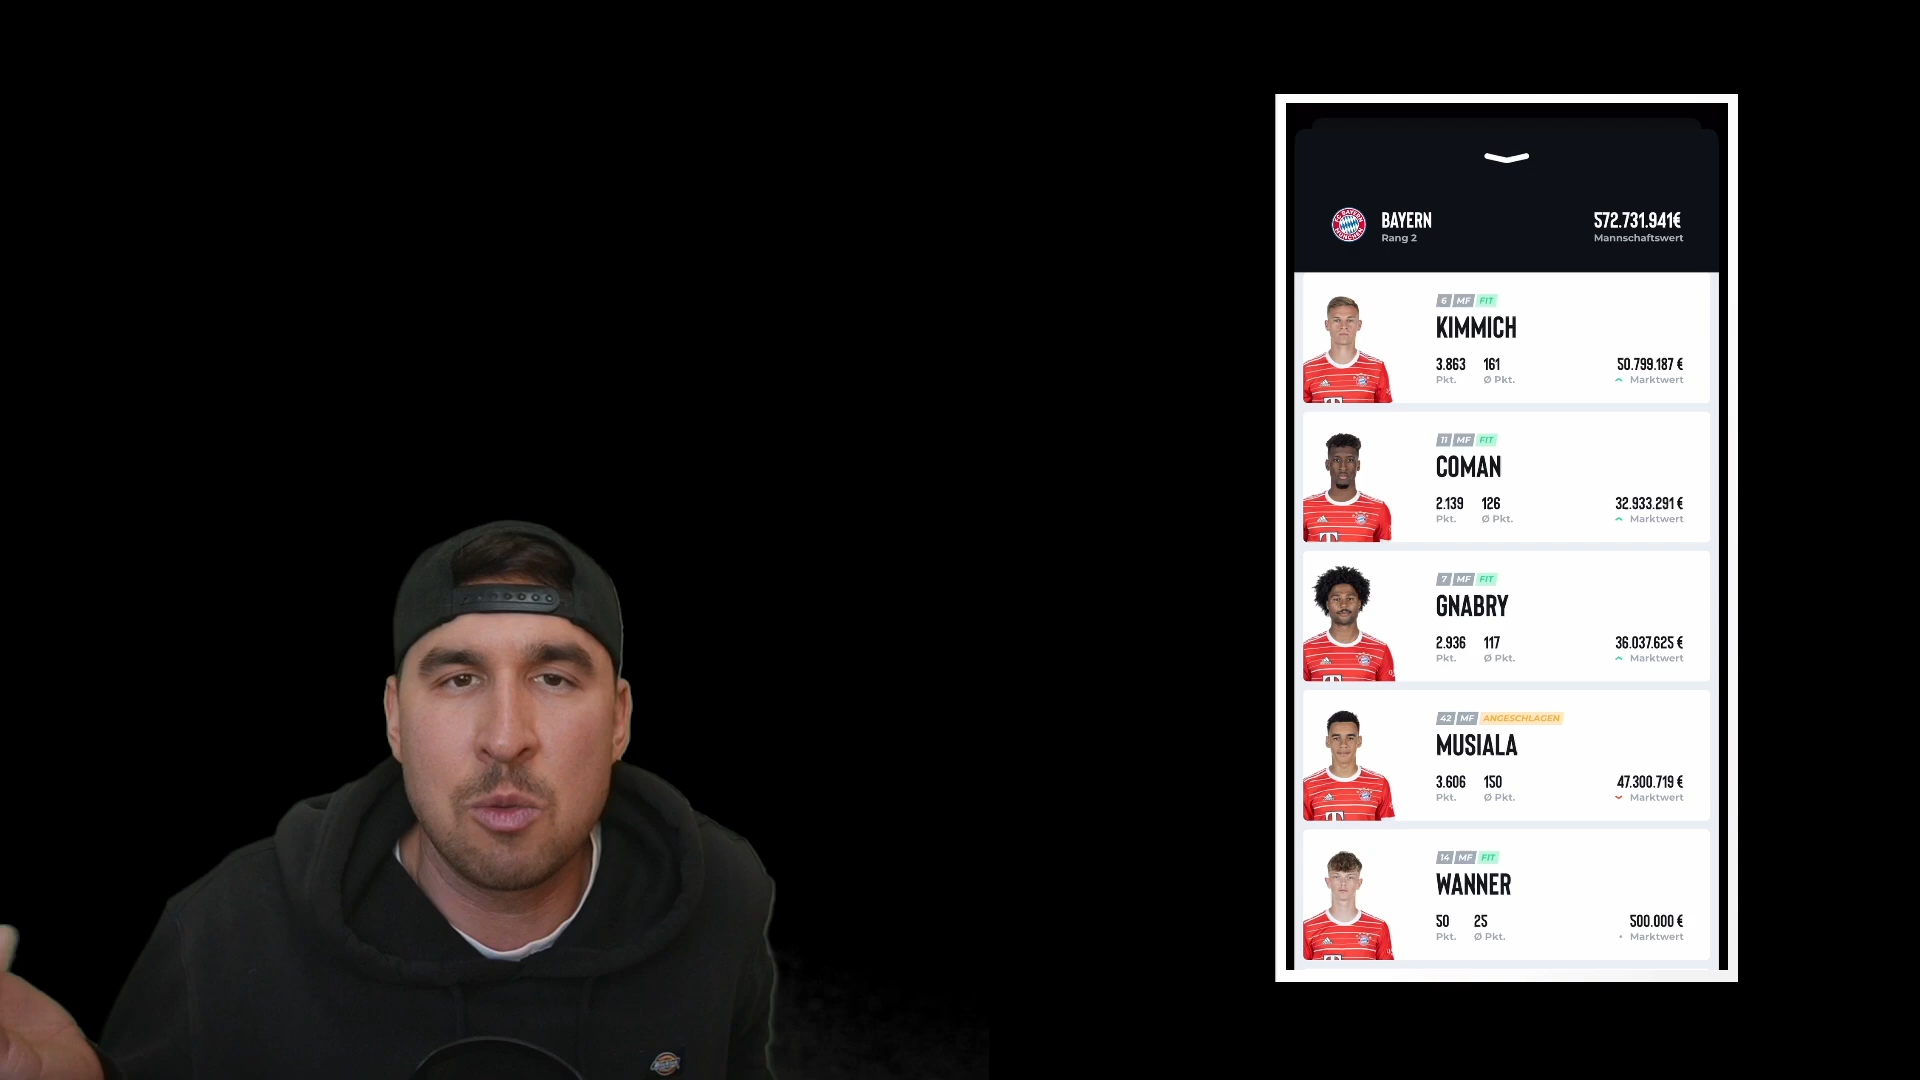 BAYERN
Rang 2
572.731.941€
Mannschaftswert
6 MF FIT
KIMMICH
3.863 161 50.799.187 €
Pkt. Ø Pkt. Marktwert
11 MF FIT
COMAN
2.139 126 32.933.291 €
Pkt. Ø Pkt. Marktwert
7 MF FIT
GNABRY
2.936 117 36.037.625 €
Pkt. Ø Pkt. Marktwert
42 MF ANGESCHLAGEN
MUSIALA
3.606 150 47.300.719 €
Pkt. Ø Pkt. Marktwert
14 MF FIT
WANNER
50 25 500.000 €
Pkt. Ø Pkt. Marktwert